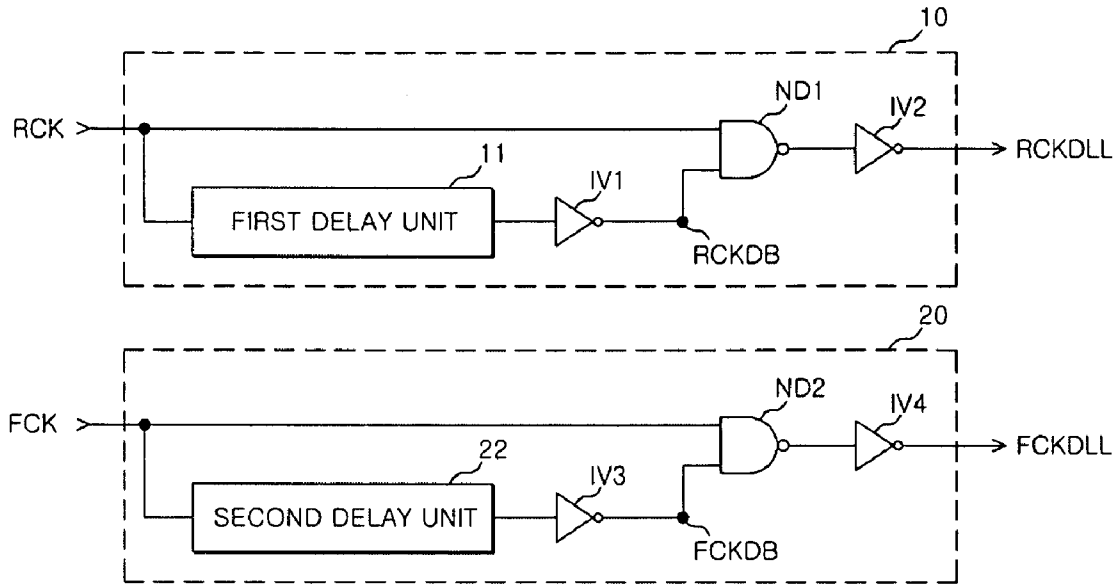 10
ND1
IV2
RCK
RCKDLL
11
IV1
FIRST DELAY UNIT
RCKDB
20
ND2
IV4
FCK
FCKDLL
22
IV3
SECOND DELAY UNIT
FCKDB